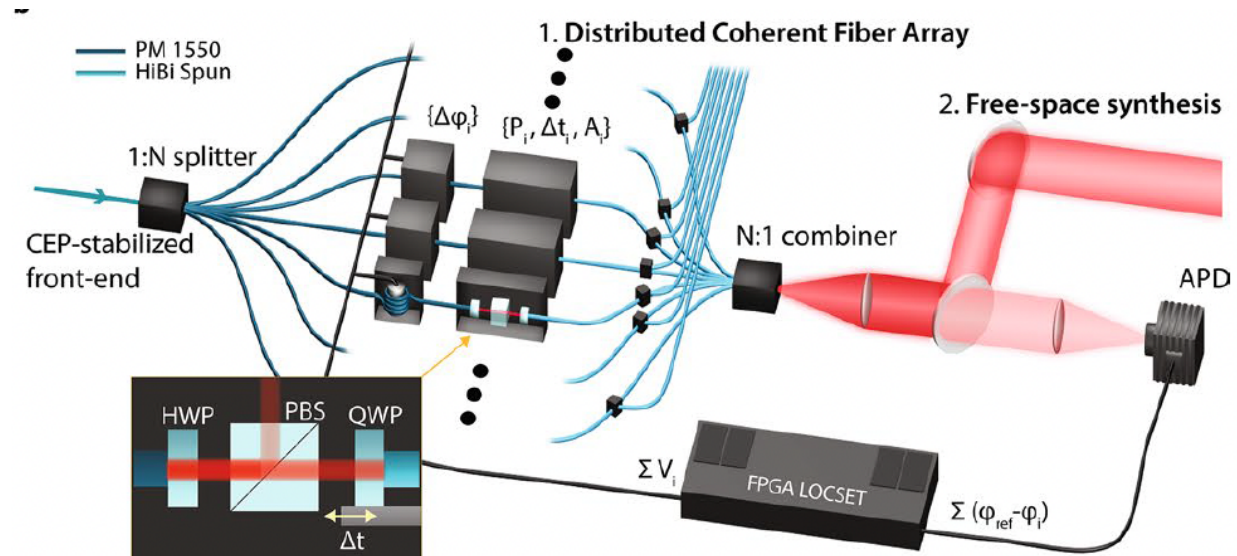 PM 1550
HiBi Spun
1. Distributed Coherent Fiber Array
2. Free-space synthesis
{Δφi}
{Pi, Δti, Ai}
1:N splitter
CEP-stabilized
front-end
N:1 combiner
APD
HWP
PBS
QWP
Δt
Σ Vi
FPGA LOCSET
Σ (φref-φi)